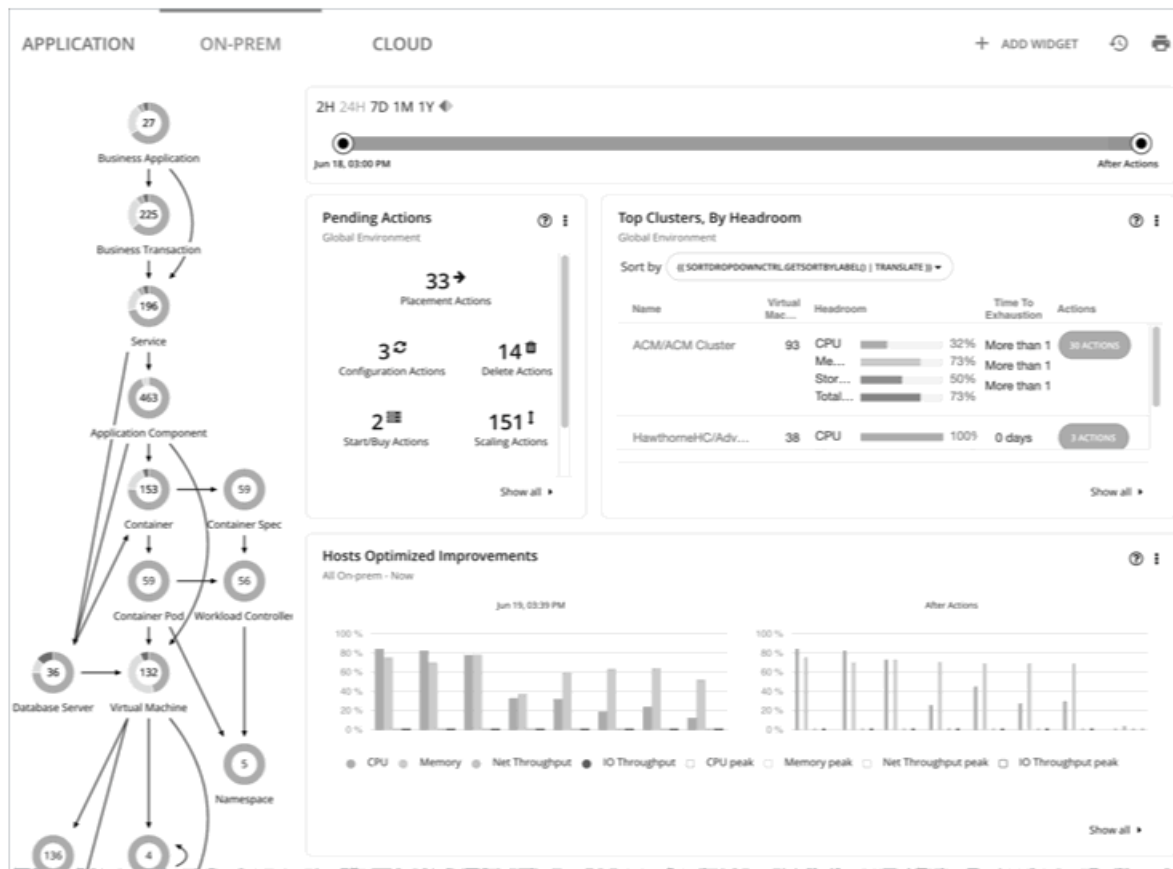 APPLICATION ON-PREM CLOUD ADD WIDGET
27
Business Application
225
Business Transaction
196
Service
463
Application Component
153 59
Container Container Spec
59 56
Container Pod Workload Controller
36 132
Database Server Virtual Machine
5
Namespace
136 4
2H 24H 7D 1M 1Y
Jun 18, 03:00 PM After Actions
Pending Actions
Global Environment
33
Placement Actions
3 14
Configuration Actions Delete Actions
2 151
Start/Buy Actions Scaling Actions
Show all
Top Clusters, By Headroom
Global Environment
Sort by {{ SORTDROPDOWNCTRL.GETSORTBYLABEL() | TRANSLATE }}
Name Virtual Mac... Headroom Time To Exhaustion Actions
ACM/ACM Cluster 93 CPU 32% More than 1 30 ACTIONS
Me... 73% More than 1
Stor... 50% More than 1
Total... 73%
HawthorneHC/Adv... 38 CPU 100% 0 days 3 ACTIONS
Show all
Hosts Optimized Improvements
All On-prem - Now
Jun 19, 03:39 PM After Actions
100 % 100 %
80 % 80 %
60 % 60 %
40 % 40 %
20 % 20 %
0 % 0 %
CPU Memory Net Throughput IO Throughput CPU peak Memory peak Net Throughput peak IO Throughput peak
Show all